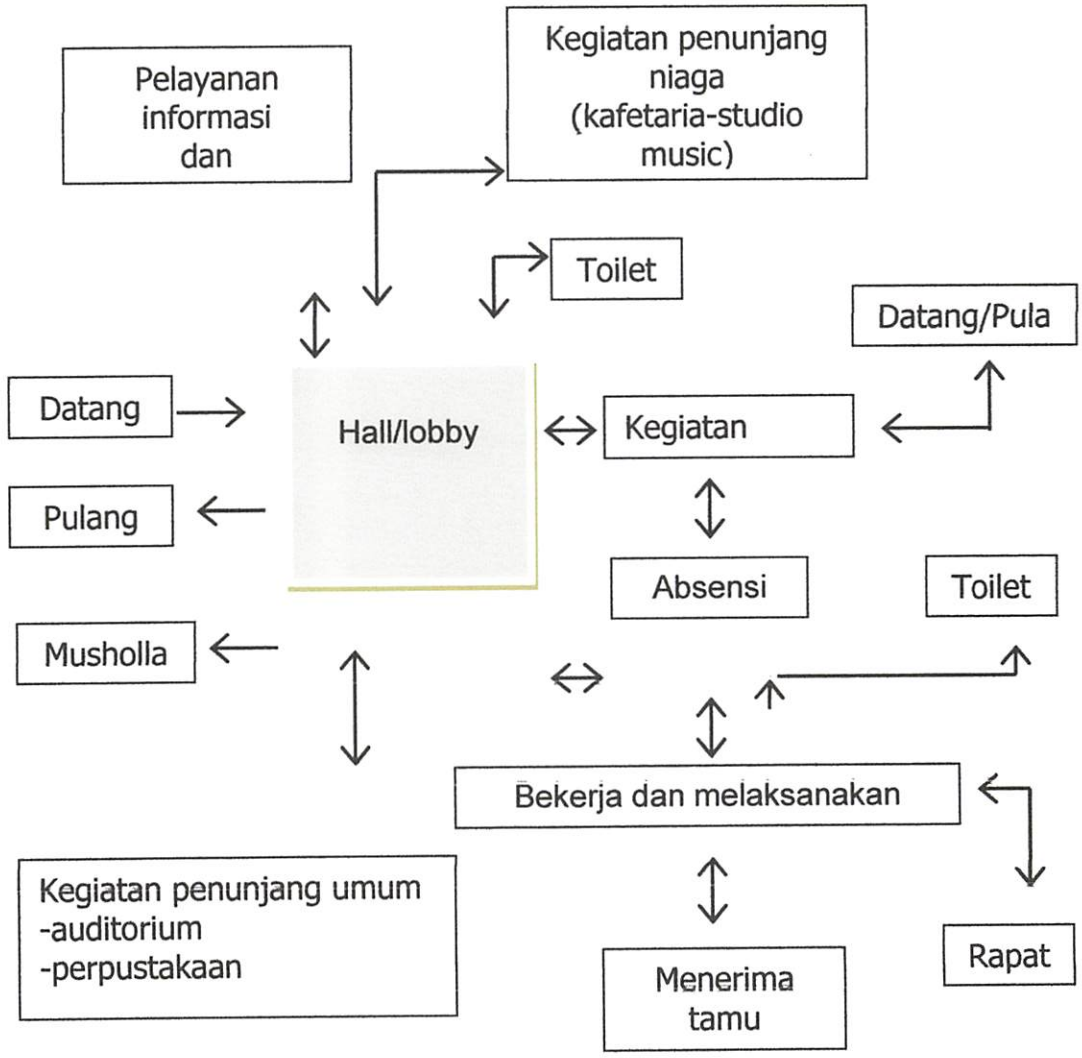 Pelayanan
informasi
dan
Kegiatan penunjang
niaga
(kafetaria-studio
music)
Toilet
Datang/Pula
Datang
Hall/lobby
Kegiatan
Pulang
Absensi
Toilet
Musholla
Bekerja dan melaksanakan
Kegiatan penunjang umum
-auditorium
-perpustakaan
Menerima
tamu
Rapat